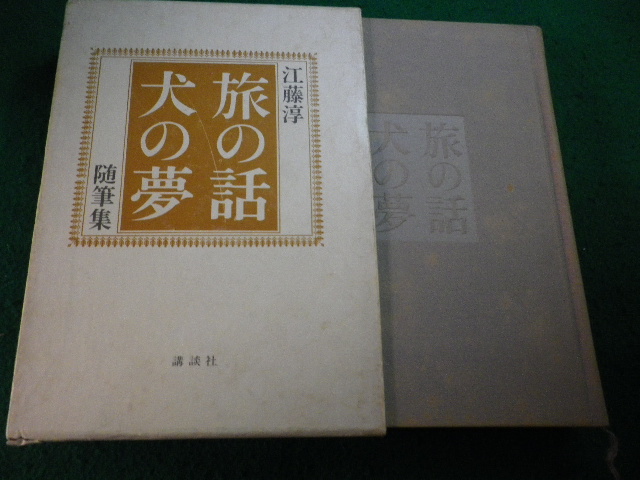 江藤淳
旅の話
犬の夢
随筆集
講談社
旅の話
犬の夢